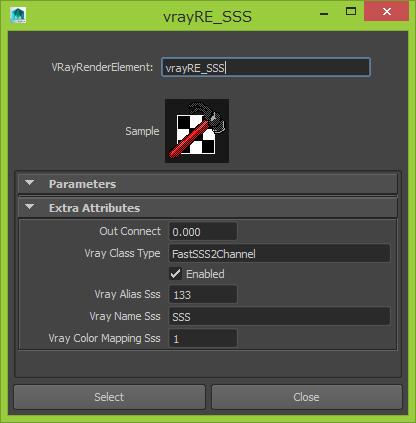 vrayRE_SSS
VRayRenderElement: vrayRE_SSS
Sample
Parameters
Extra Attributes
Out Connect 0.000
Vray Class Type FastSSS2Channel
Enabled
Vray Alias Sss 133
Vray Name Sss SSS
Vray Color Mapping Sss 1
Select Close